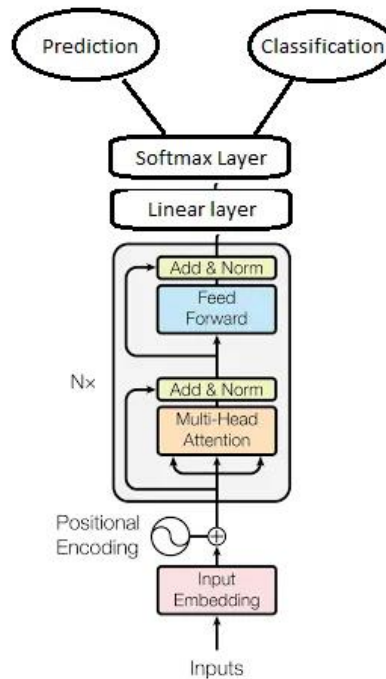 Prediction
Classification
Softmax Layer
Linear layer
Add & Norm
Feed
Forward
Nx
Add & Norm
Multi-Head
Attention
Positional
Encoding
Input
Embedding
Inputs